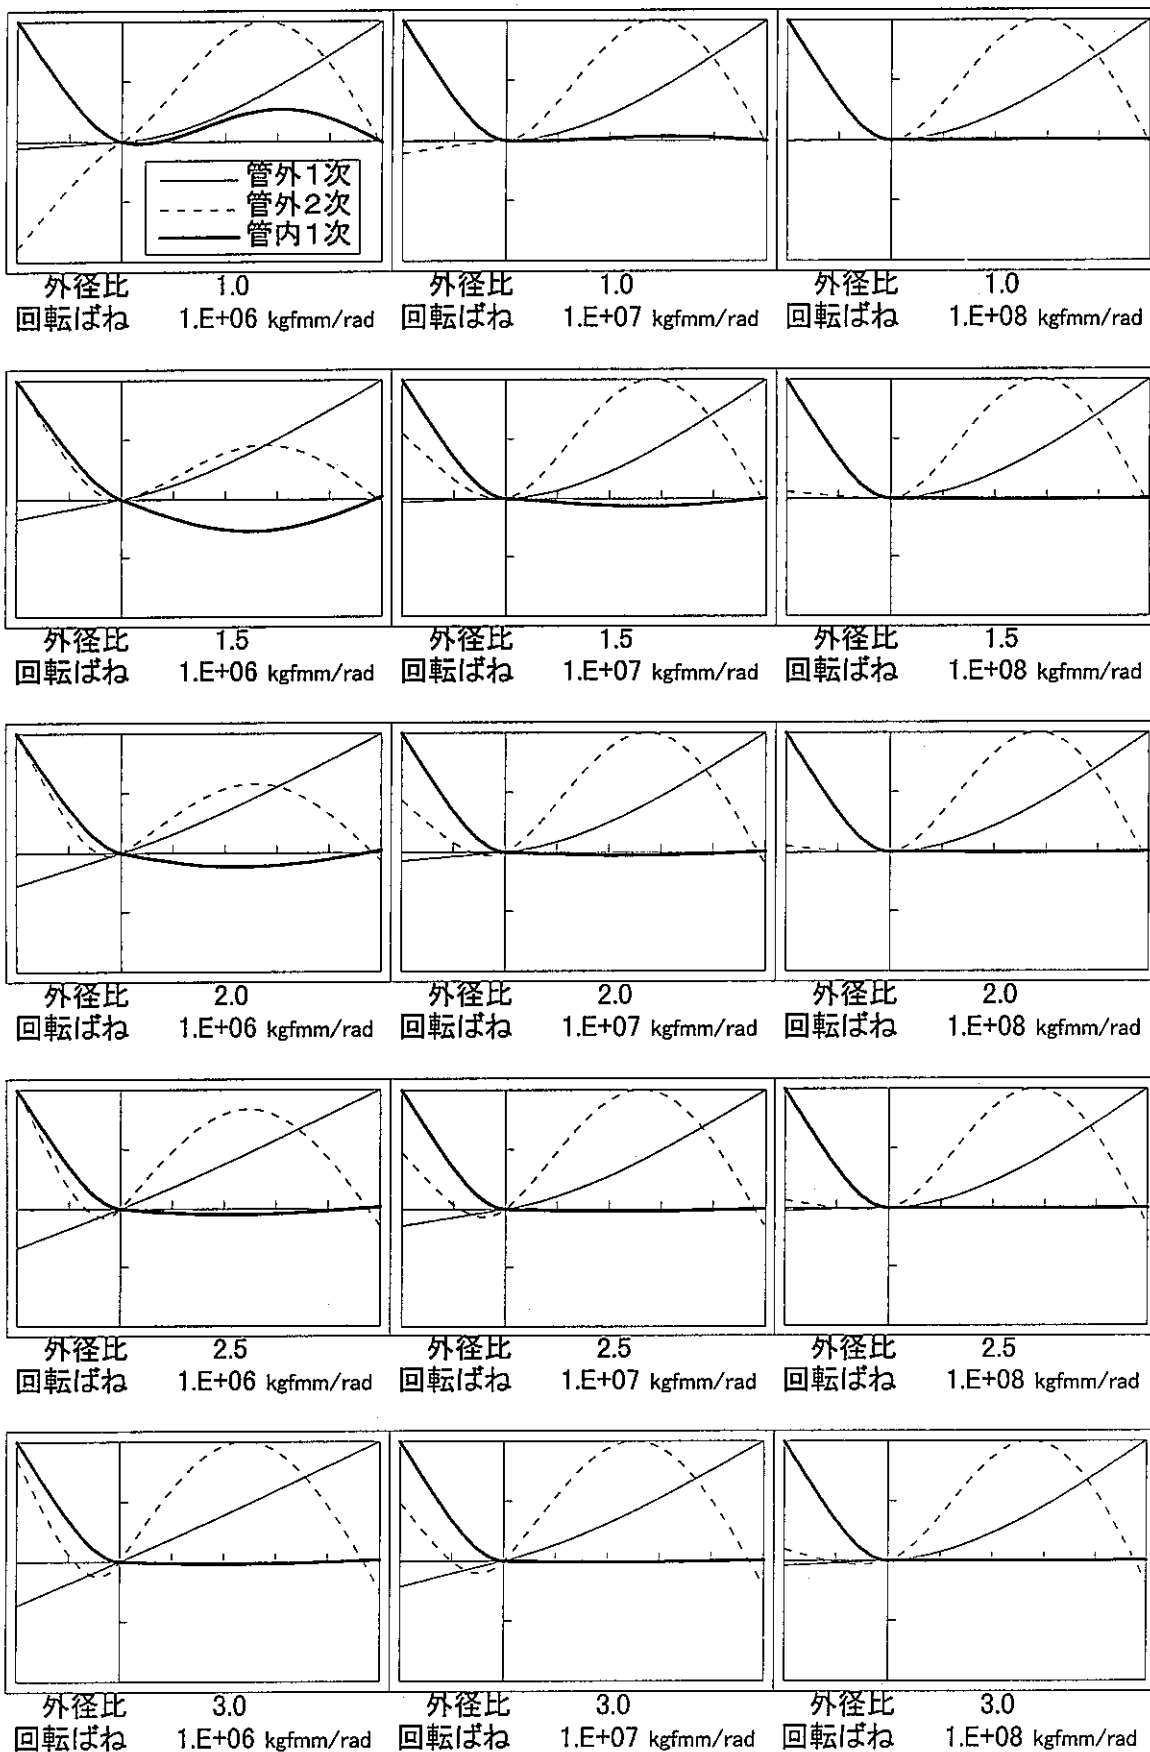 管外1次
管外2次
管内1次
外径比 1.0 外径比 1.0 外径比 1.0
回転ばね 1.E+06 kgfmm/rad 回転ばね 1.E+07 kgfmm/rad 回転ばね 1.E+08 kgfmm/rad
外径比 1.5 外径比 1.5 外径比 1.5
回転ばね 1.E+06 kgfmm/rad 回転ばね 1.E+07 kgfmm/rad 回転ばね 1.E+08 kgfmm/rad
外径比 2.0 外径比 2.0 外径比 2.0
回転ばね 1.E+06 kgfmm/rad 回転ばね 1.E+07 kgfmm/rad 回転ばね 1.E+08 kgfmm/rad
外径比 2.5 外径比 2.5 外径比 2.5
回転ばね 1.E+06 kgfmm/rad 回転ばね 1.E+07 kgfmm/rad 回転ばね 1.E+08 kgfmm/rad
外径比 3.0 外径比 3.0 外径比 3.0
回転ばね 1.E+06 kgfmm/rad 回転ばね 1.E+07 kgfmm/rad 回転ばね 1.E+08 kgfmm/rad